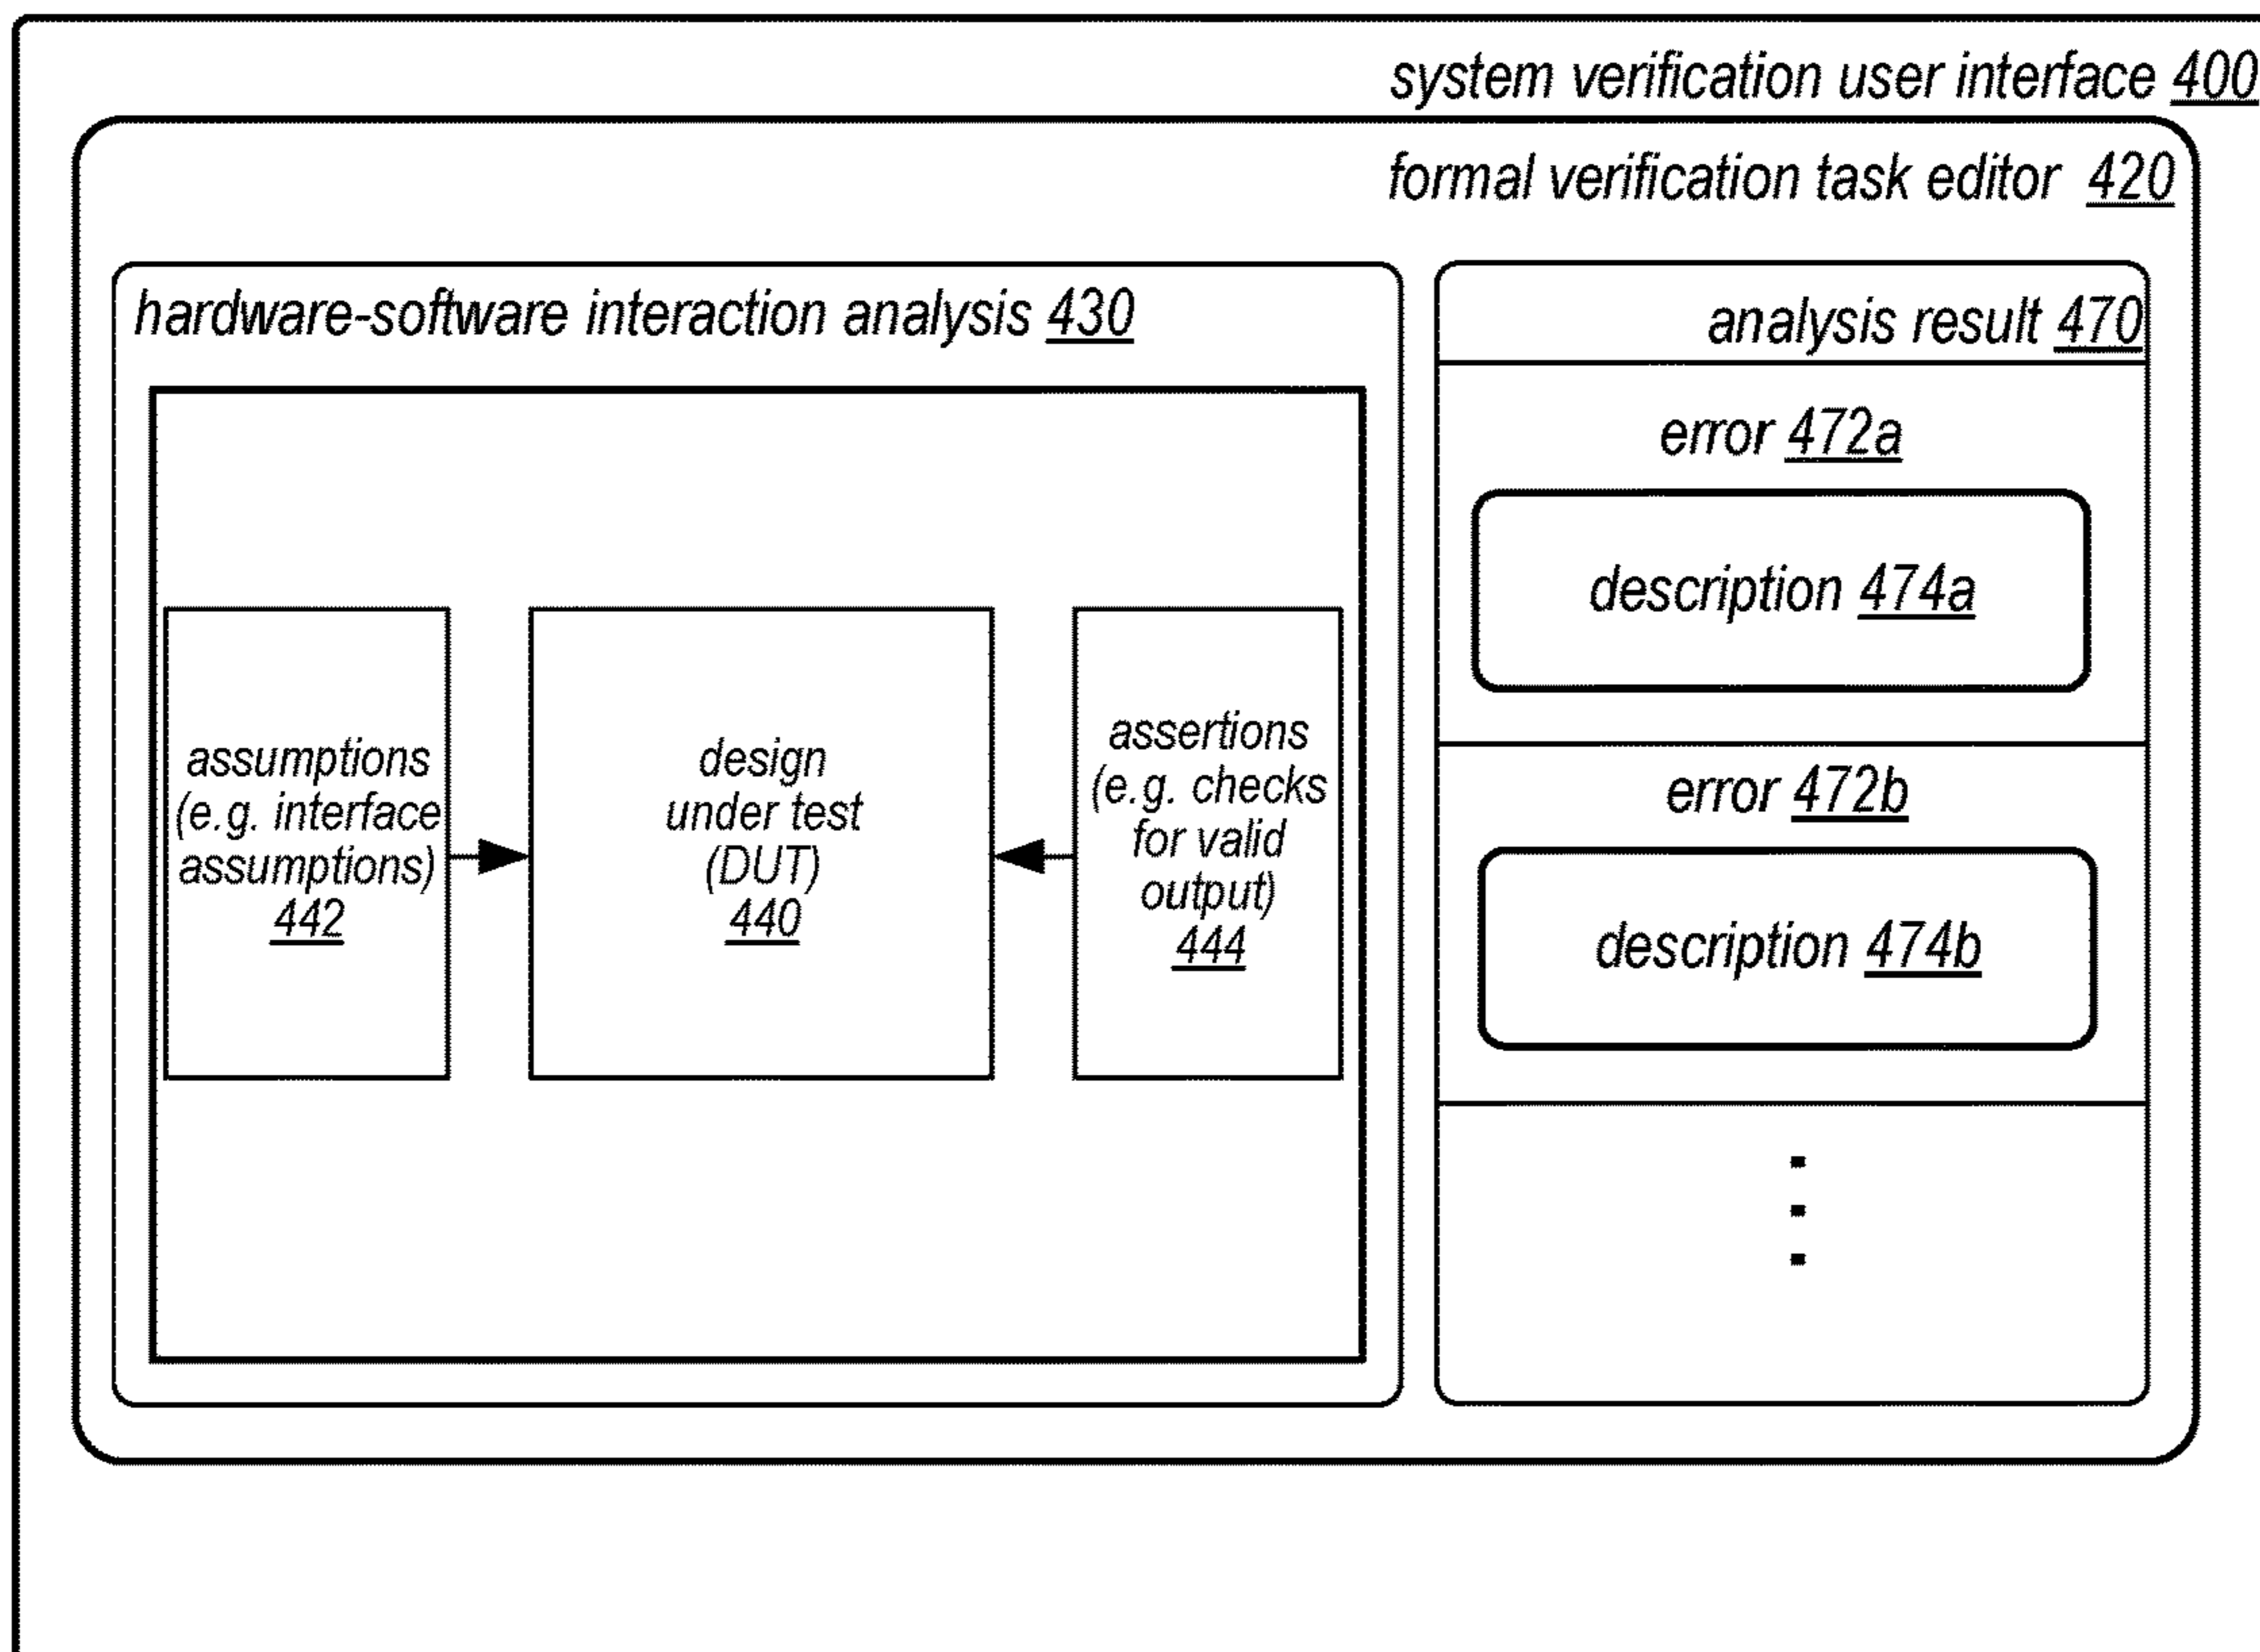 system verification user interface 400
formal verification task editor 420
hardware-software interaction analysis 430
assumptions
(e.g. interface
assumptions)
442
design
under test
(DUT)
440
assertions
(e.g. checks
for valid
output)
444
analysis result 470
error 472a
description 474a
error 472b
description 474b